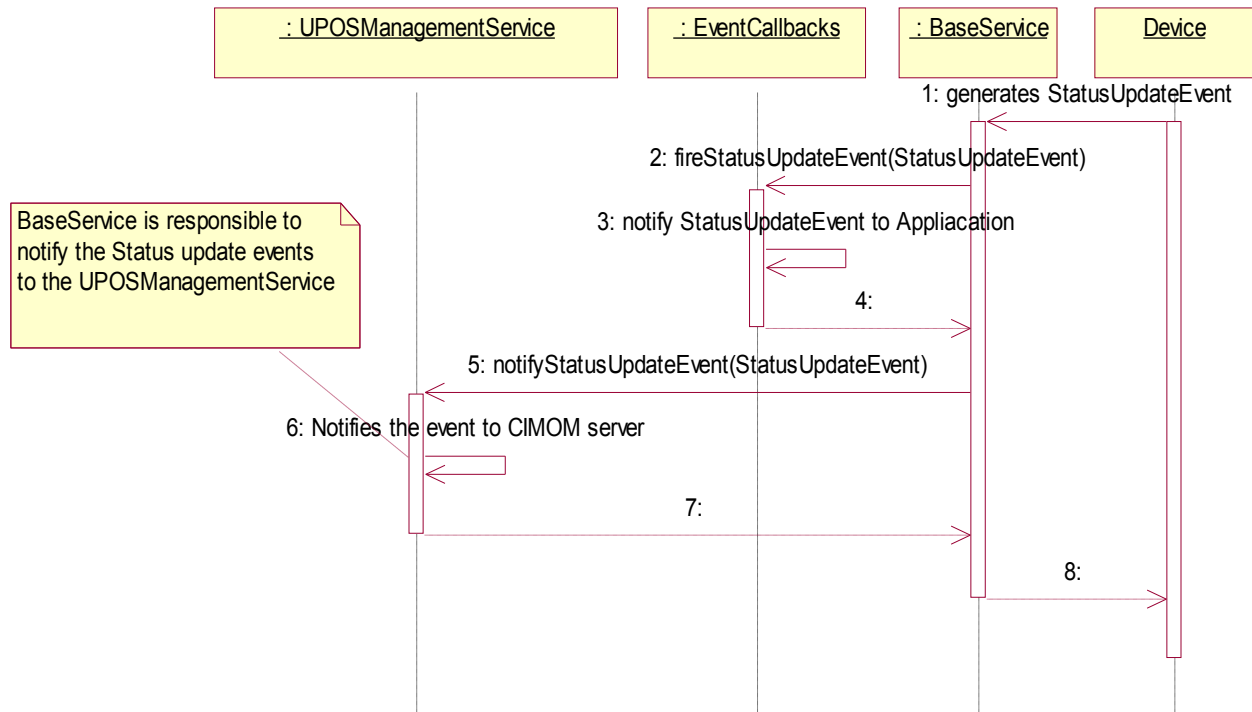 : UPOSManagementService
: EventCallbacks
: BaseService
Device
1: generates StatusUpdateEvent
2: fireStatusUpdateEvent(StatusUpdateEvent)
3: notify StatusUpdateEvent to Appliacation
BaseService is responsible to
notify the Status update events
to the UPOSManagementService
4:
5: notifyStatusUpdateEvent(StatusUpdateEvent)
6: Notifies the event to CIMOM server
7:
8: